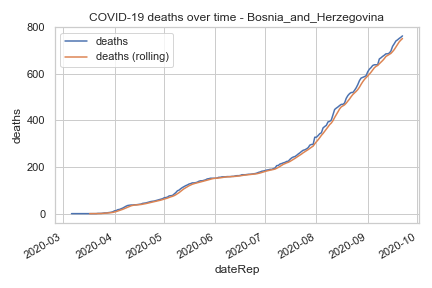 COVID-19 deaths over time - Bosnia_and_Herzegovina
deaths
deaths (rolling)
800
600
400
200
0
deaths
2020-03
2020-04
2020-05
2020-06
2020-07
2020-08
2020-09
2020-10
dateRep